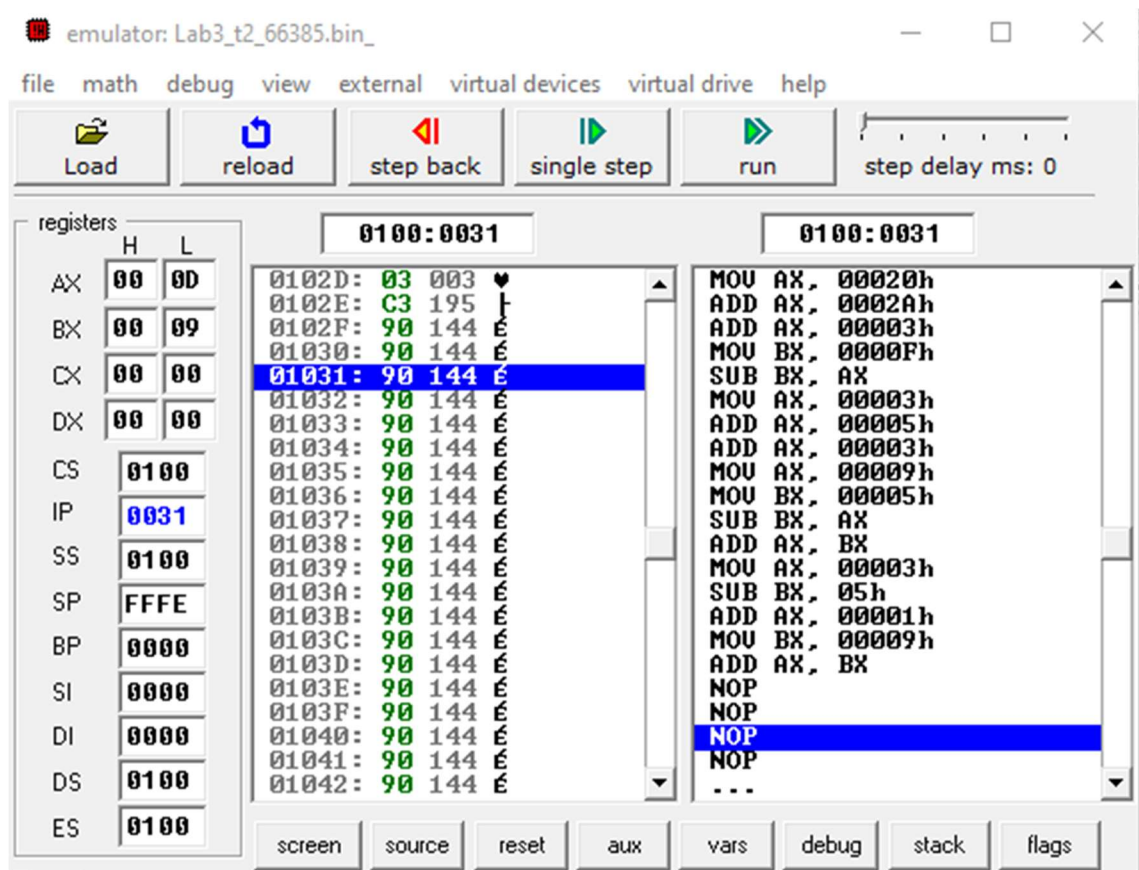 emulator: Lab3_t2_66385.bin_
file math debug view external virtual devices virtual drive help
Load reload step back single step run step delay ms: 0
registers
H L
0100:0031 0100:0031
AX 00 0D
BX 00 09
CX 00 00
DX 00 00
CS 0100
IP 0031
SS 0100
SP FFFE
BP 0000
SI 0000
DI 0000
DS 0100
ES 0100
0102D: 03 003 ♥
0102E: C3 195 ├
0102F: 90 144 É
01030: 90 144 É
01031: 90 144 É
01032: 90 144 É
01033: 90 144 É
01034: 90 144 É
01035: 90 144 É
01036: 90 144 É
01037: 90 144 É
01038: 90 144 É
01039: 90 144 É
0103A: 90 144 É
0103B: 90 144 É
0103C: 90 144 É
0103D: 90 144 É
0103E: 90 144 É
0103F: 90 144 É
01040: 90 144 É
01041: 90 144 É
01042: 90 144 É
MOV AX, 00020h
ADD AX, 0002Ah
ADD AX, 00003h
MOV BX, 0000Fh
SUB BX, AX
MOV AX, 00003h
ADD AX, 00005h
ADD AX, 00003h
MOV AX, 00009h
MOV BX, 00005h
SUB BX, AX
ADD AX, BX
MOV AX, 00003h
SUB BX, 05h
ADD AX, 00001h
MOV BX, 00009h
ADD AX, BX
NOP
NOP
NOP
NOP
...
screen source reset aux vars debug stack flags